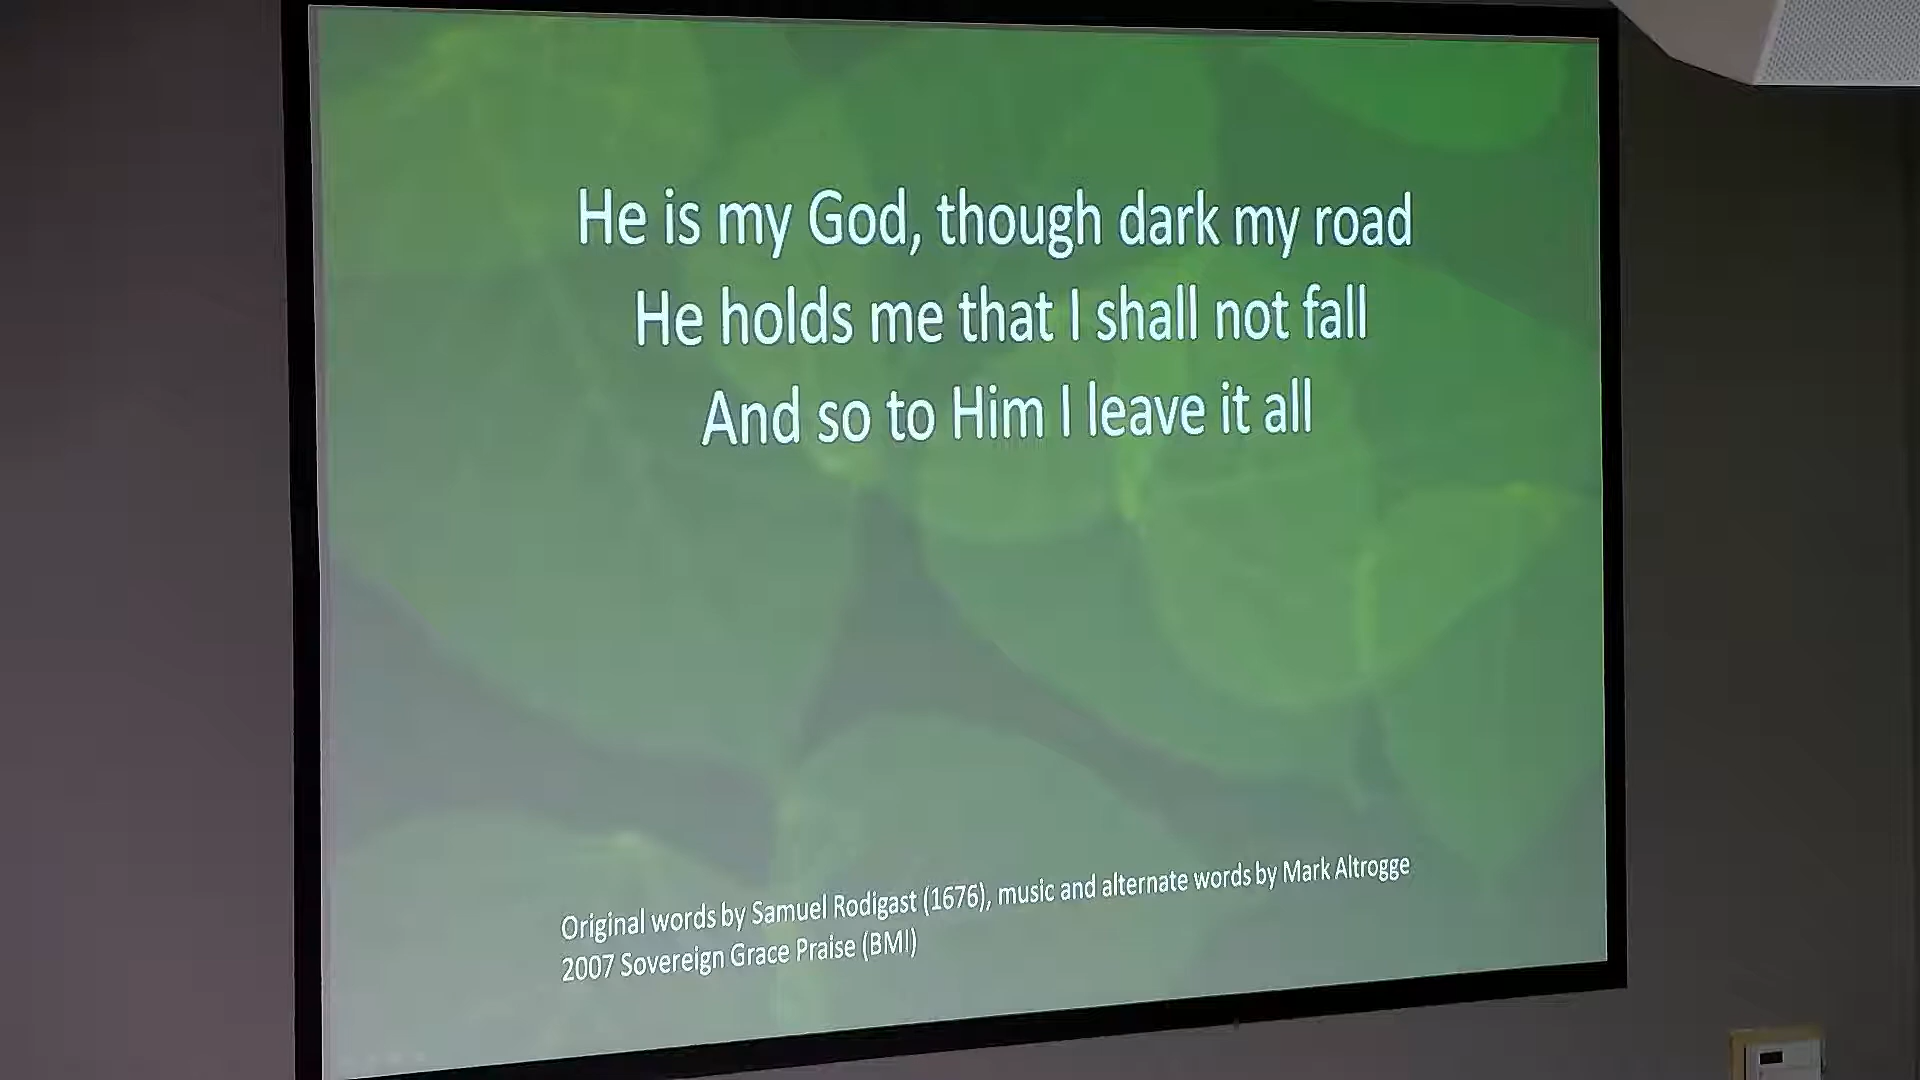 He is my God, though dark my road
He holds me that I shall not fall
And so to Him I leave it all
Original words by Samuel Rodigast (1676), music and alternate words by Mark Altrogge
2007 Sovereign Grace Praise (BMI)